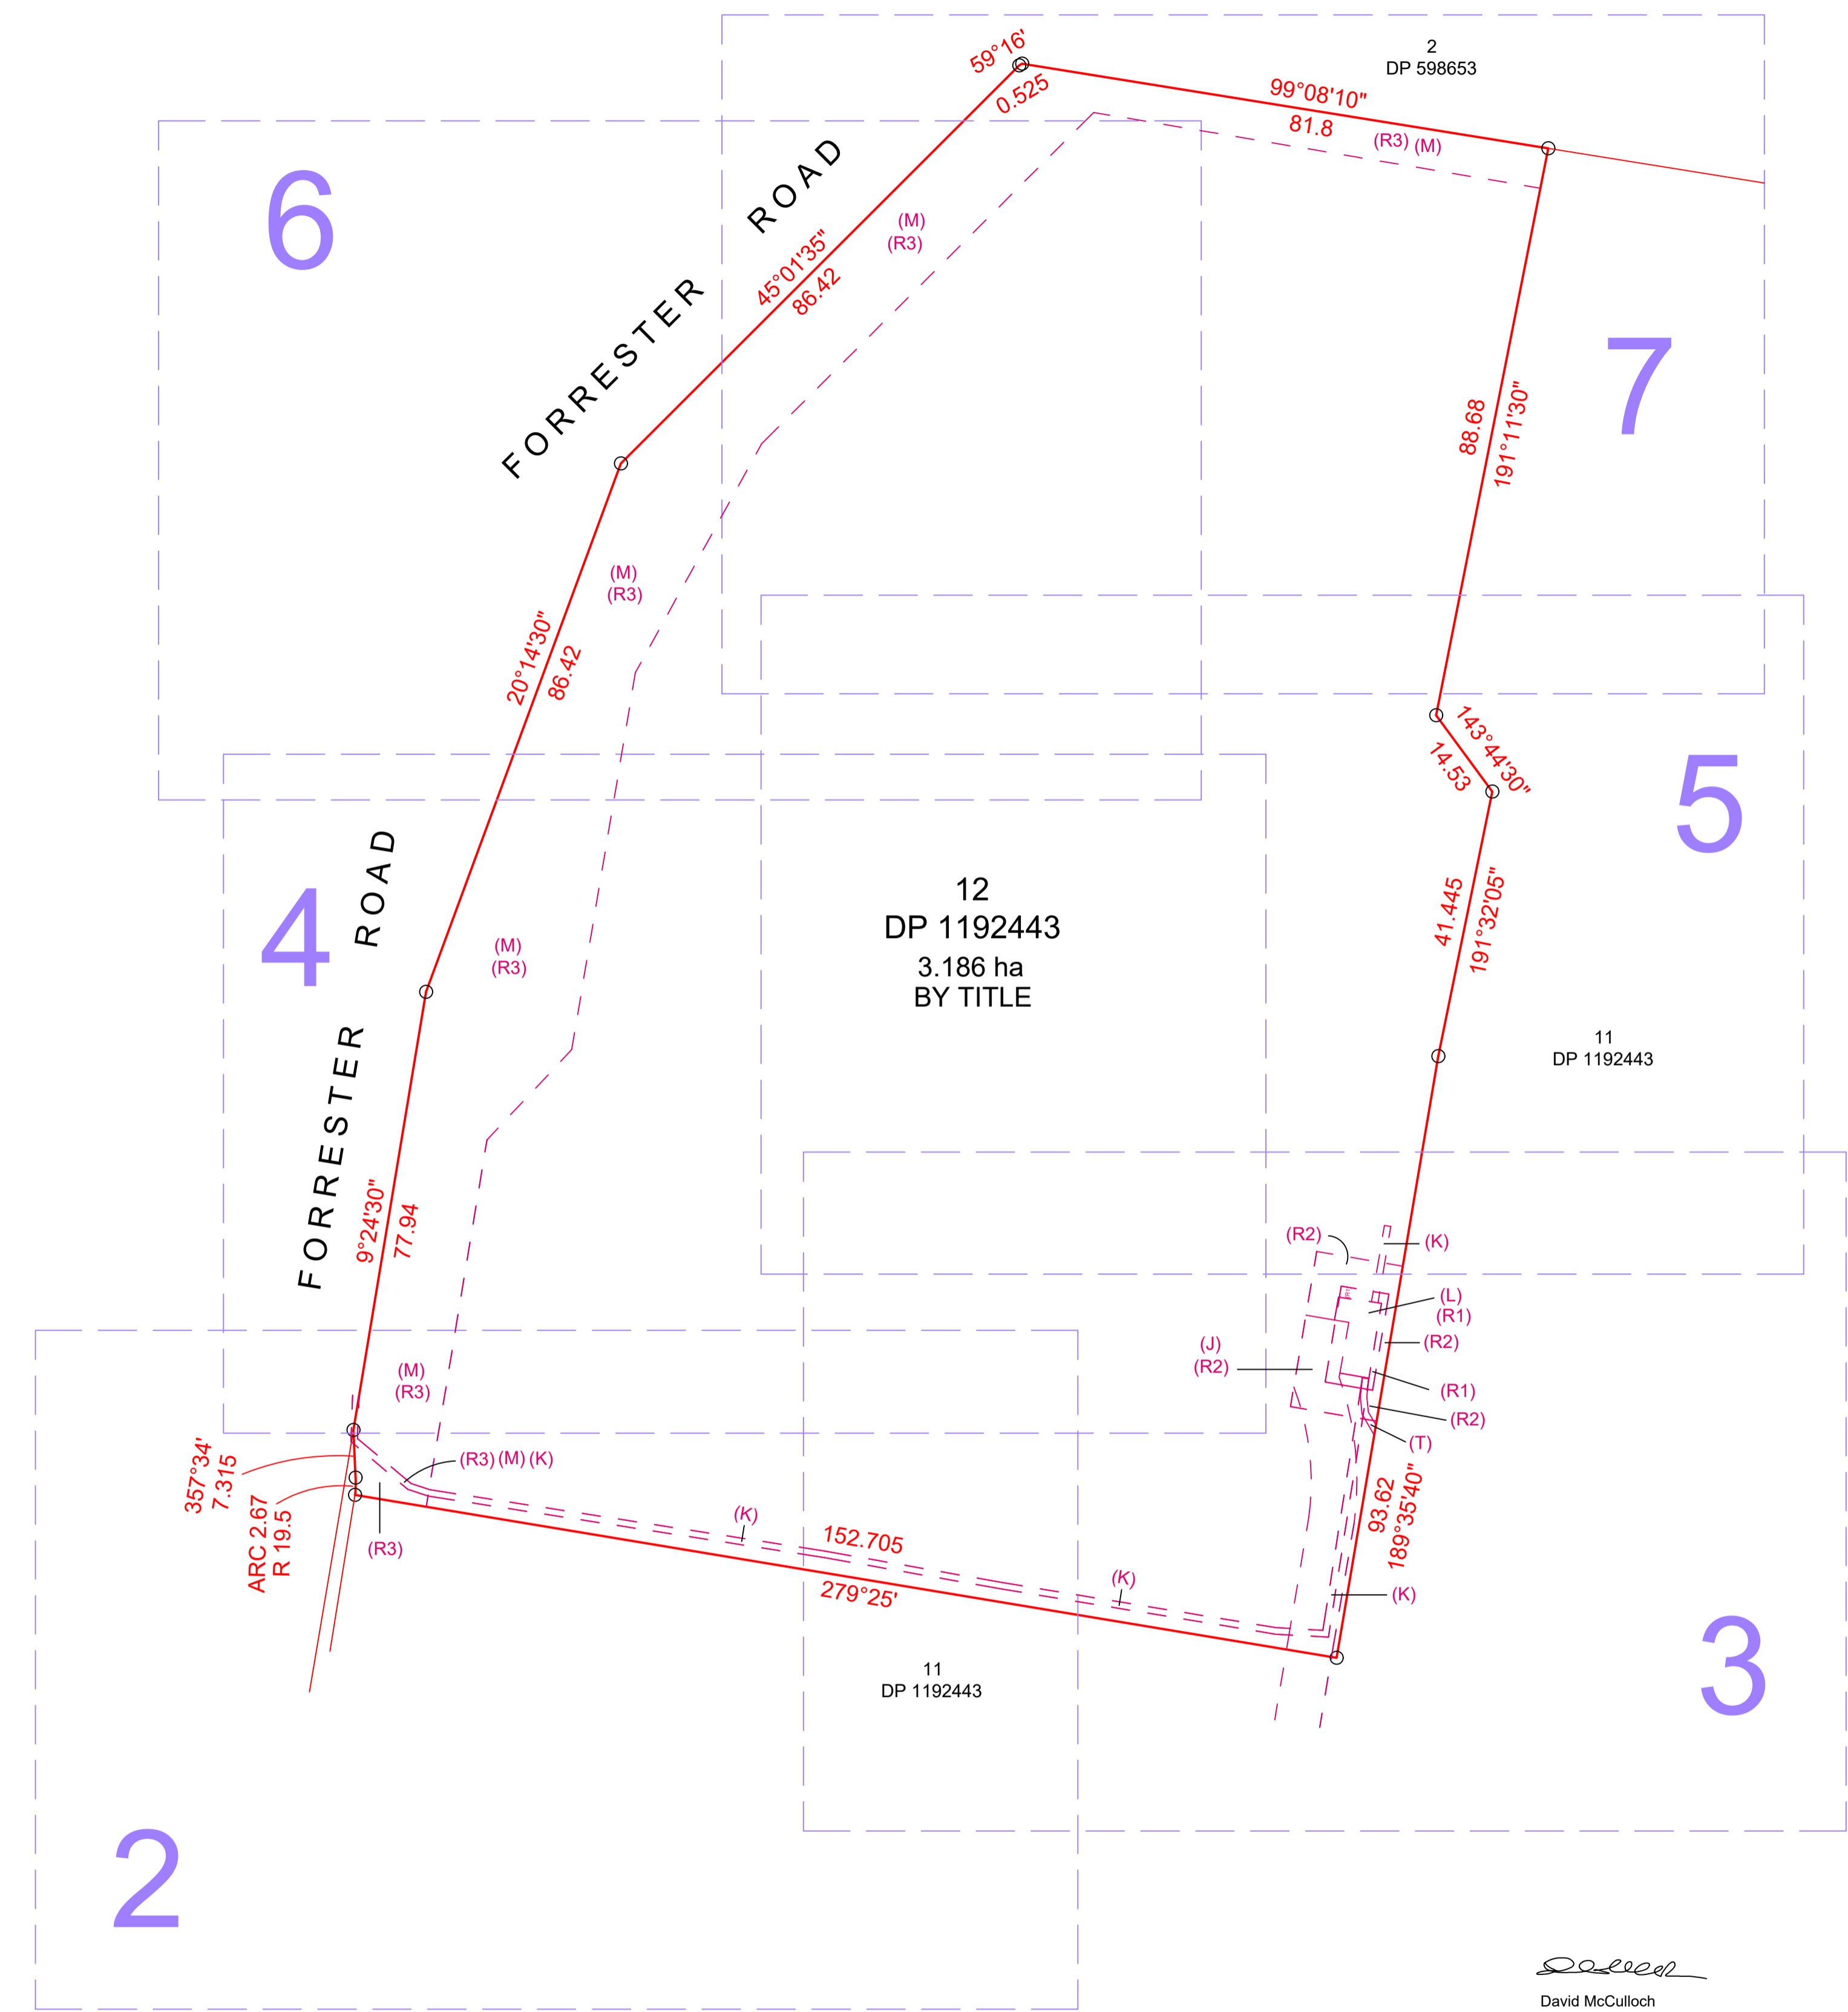 2
DP 598653
59°16'
0.525
99°08'10"
81.8
(R3) (M)
6
FORRESTER ROAD
45°01'35"
86.42
(M)
(R3)
7
88.68
191°11'30"
(M)
(R3)
20°14'30"
86.42
143°44'30"
14.53
5
4
FORRESTER ROAD
(M)
(R3)
12
DP 1192443
3.186 ha
BY TITLE
41.445
191°32'05"
11
DP 1192443
9°24'30"
77.94
(R2)
(K)
(L)
(R1)
(R1)
(R2)
(J)
(R2)
(R1)
(R2)
(T)
(M)
(R3)
357°34'
7.315
(R3) (M) (K)
ARC 2.67
R 19.5
(R3)
(K)
152.705
279°25'
(K)
93.62
189°35'40"
(K)
11
DP 1192443
3
2
David McCulloch